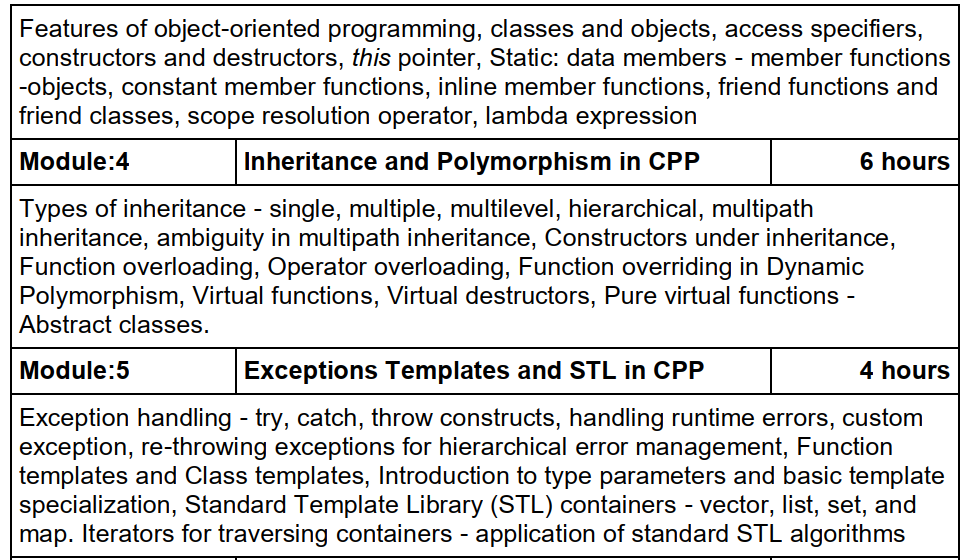 Features of object-oriented programming, classes and objects, access specifiers,
constructors and destructors, this pointer, Static: data members - member functions
-objects, constant member functions, inline member functions, friend functions and
friend classes, scope resolution operator, lambda expression
Module:4 Inheritance and Polymorphism in CPP 6 hours
Types of inheritance - single, multiple, multilevel, hierarchical, multipath
inheritance, ambiguity in multipath inheritance, Constructors under inheritance,
Function overloading, Operator overloading, Function overriding in Dynamic
Polymorphism, Virtual functions, Virtual destructors, Pure virtual functions -
Abstract classes.
Module:5 Exceptions Templates and STL in CPP 4 hours
Exception handling - try, catch, throw constructs, handling runtime errors, custom
exception, re-throwing exceptions for hierarchical error management, Function
templates and Class templates, Introduction to type parameters and basic template
specialization, Standard Template Library (STL) containers - vector, list, set, and
map. Iterators for traversing containers - application of standard STL algorithms